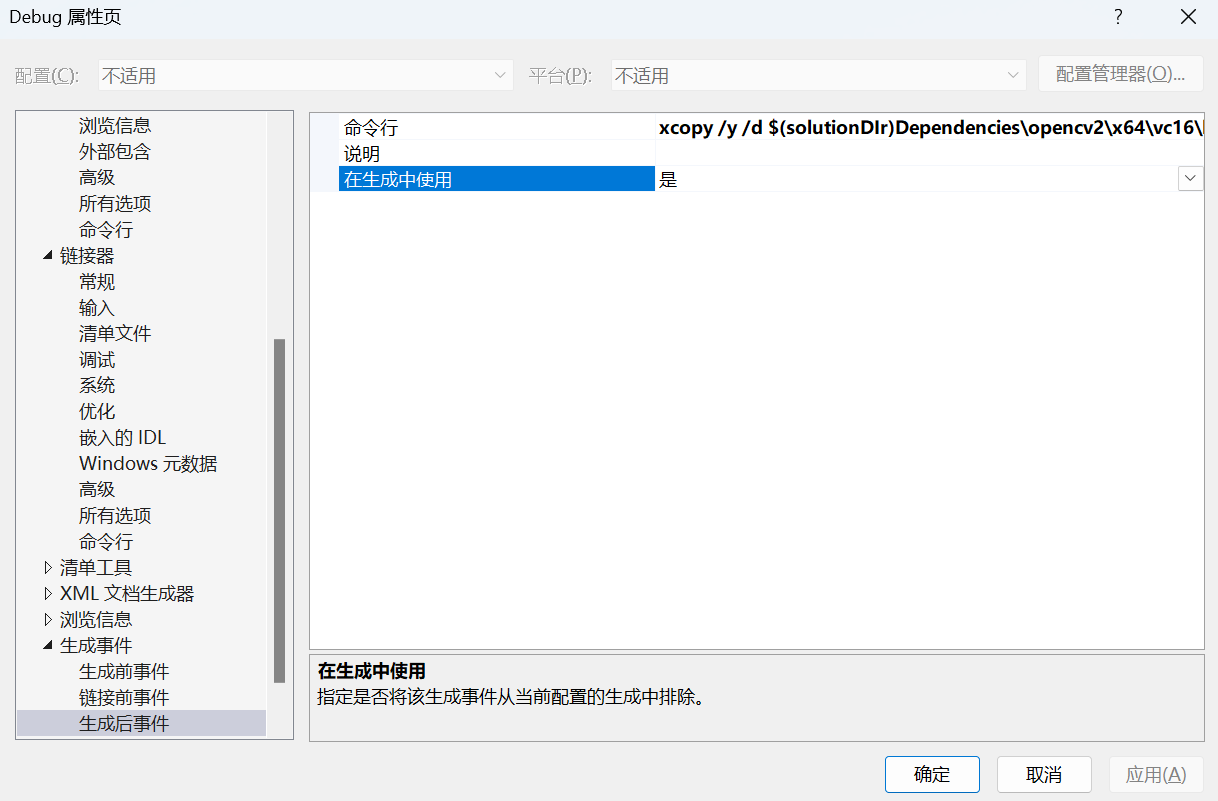 Debug 属性页
?
配置(C): 不适用 平台(P): 不适用 配置管理器(O)...
浏览信息
外部包含
高级
所有选项
命令行
链接器
常规
输入
清单文件
调试
系统
优化
嵌入的 IDL
Windows 元数据
高级
所有选项
命令行
清单工具
XML 文档生成器
浏览信息
生成事件
生成前事件
链接前事件
生成后事件
命令行 xcopy /y /d $(solutionDIr)Dependencies\opencv2\x64\vc16\
说明
在生成中使用 是
在生成中使用
指定是否将该生成事件从当前配置的生成中排除。
确定 取消 应用(A)